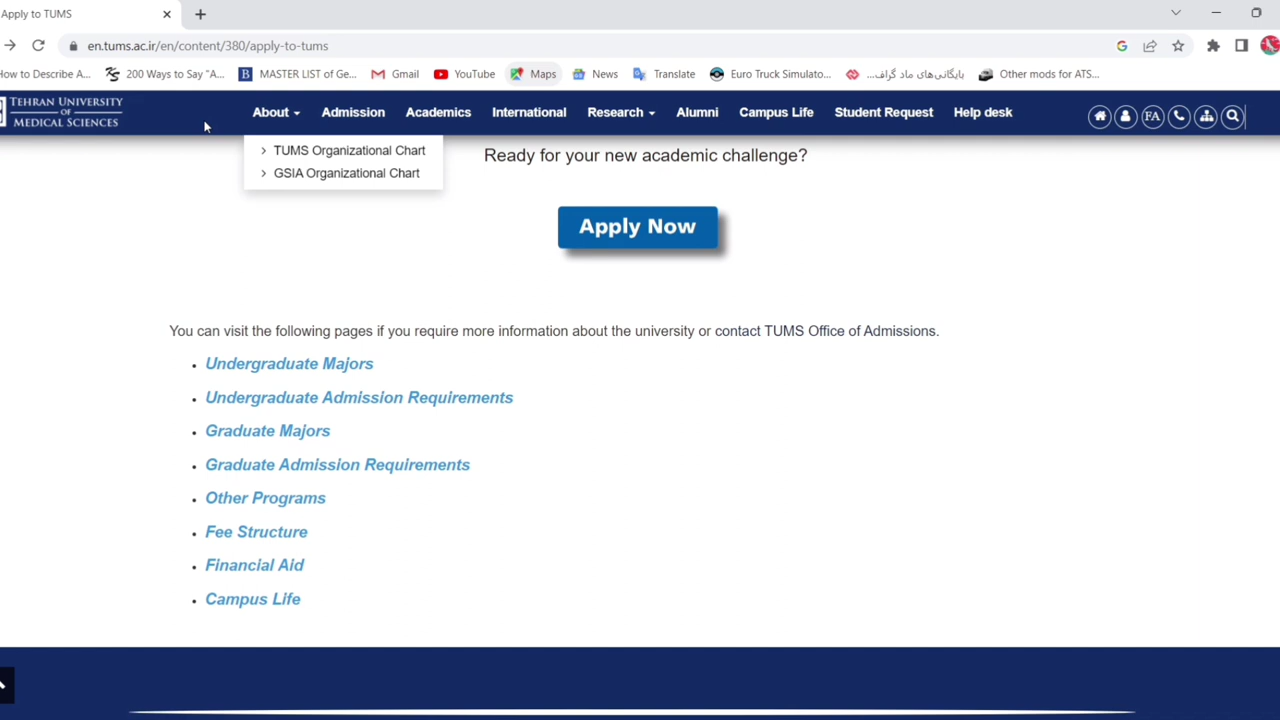 Apply to TUMS
en.tums.ac.ir/en/content/380/apply-to-tums
How to Describe A...
200 Ways to Say "A...
MASTER LIST of Ge...
Gmail
YouTube
Maps
News
Translate
Euro Truck Simulato...
بایگانی‌های ماد گراف...
Other mods for ATS...
TEHRAN UNIVERSITY
OF
MEDICAL SCIENCES
About
Admission
Academics
International
Research
Alumni
Campus Life
Student Request
Help desk
FA
TUMS Organizational Chart
GSIA Organizational Chart
Ready for your new academic challenge?
Apply Now
You can visit the following pages if you require more information about the university or contact TUMS Office of Admissions.
Undergraduate Majors
Undergraduate Admission Requirements
Graduate Majors
Graduate Admission Requirements
Other Programs
Fee Structure
Financial Aid
Campus Life